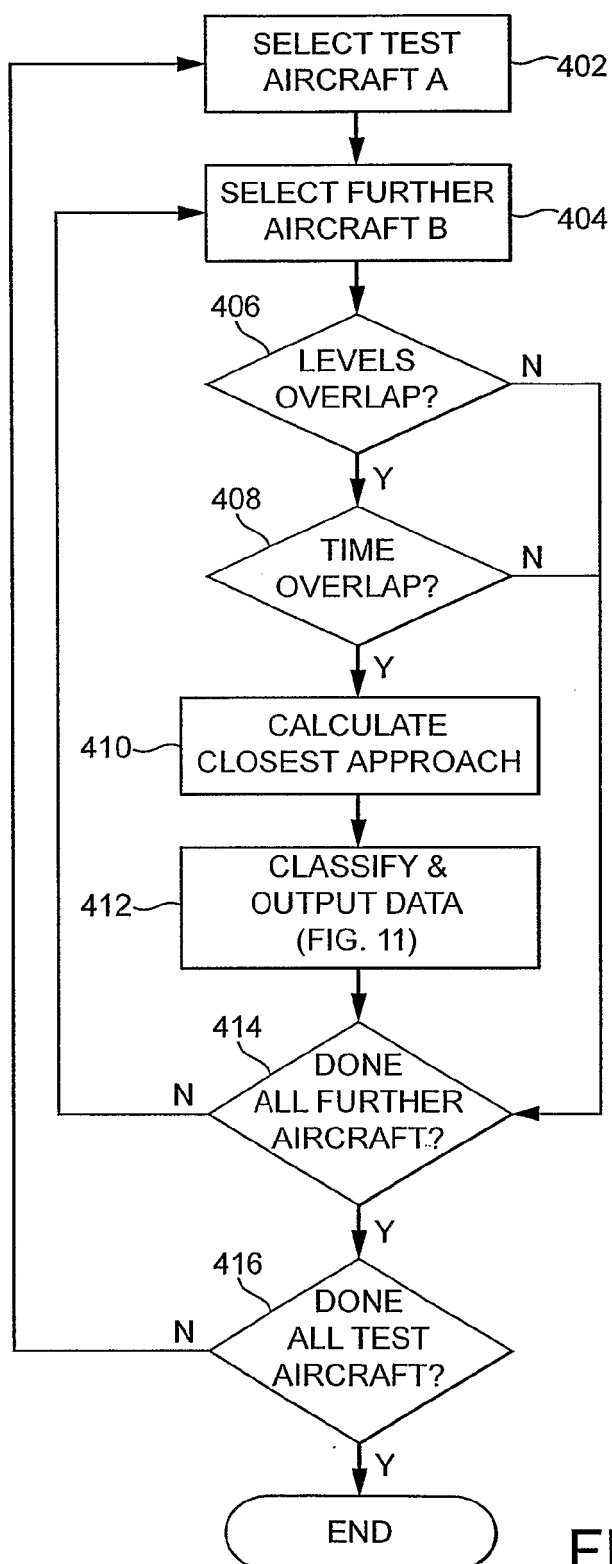 SELECT TEST
AIRCRAFT A
402
SELECT FURTHER
AIRCRAFT B
404
406
LEVELS
OVERLAP?
N
Y
408
TIME
OVERLAP?
N
Y
410
CALCULATE
CLOSEST APPROACH
412
CLASSIFY &
OUTPUT DATA
(FIG. 11)
414
DONE
ALL FURTHER
AIRCRAFT?
N
Y
416
DONE
ALL TEST
AIRCRAFT?
N
Y
END